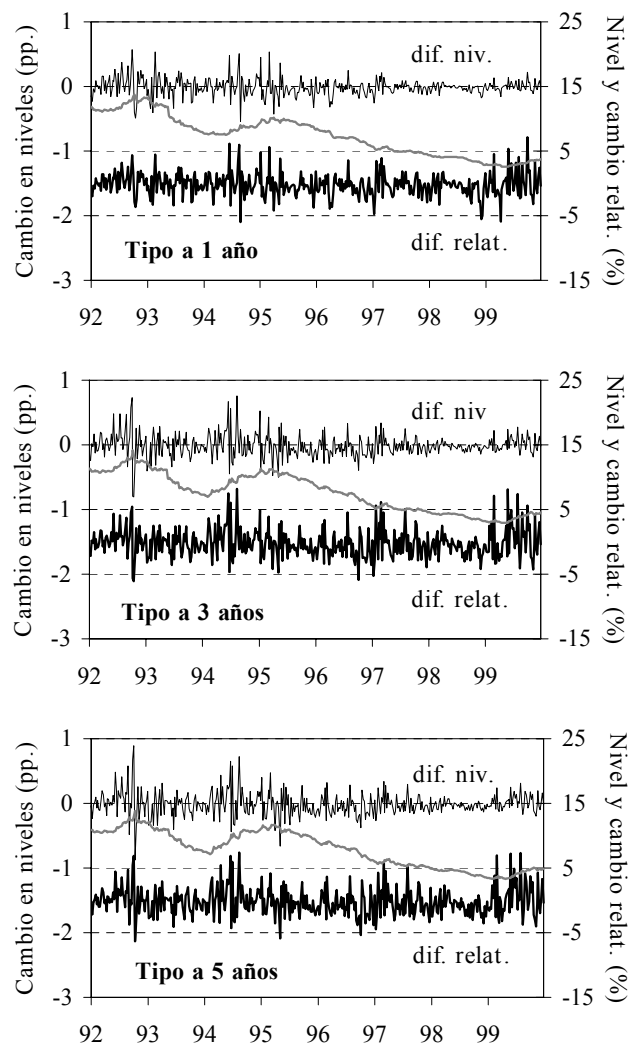 Cambio en niveles (pp.)
1
0
-1
-2
-3
25
15
5
-5
-15
Nivel y cambio relat. (%)
dif. niv.
dif. relat.
Tipo a 1 año
92 93 94 95 96 97 98 99
Cambio en niveles (pp.)
1
0
-1
-2
-3
25
15
5
-5
-15
Nivel y cambio relat. (%)
dif. niv
dif. relat.
Tipo a 3 años
92 93 94 95 96 97 98 99
Cambio en niveles (pp.)
1
0
-1
-2
-3
25
15
5
-5
-15
Nivel y cambio relat. (%)
dif. niv.
dif. relat.
Tipo a 5 años
92 93 94 95 96 97 98 99